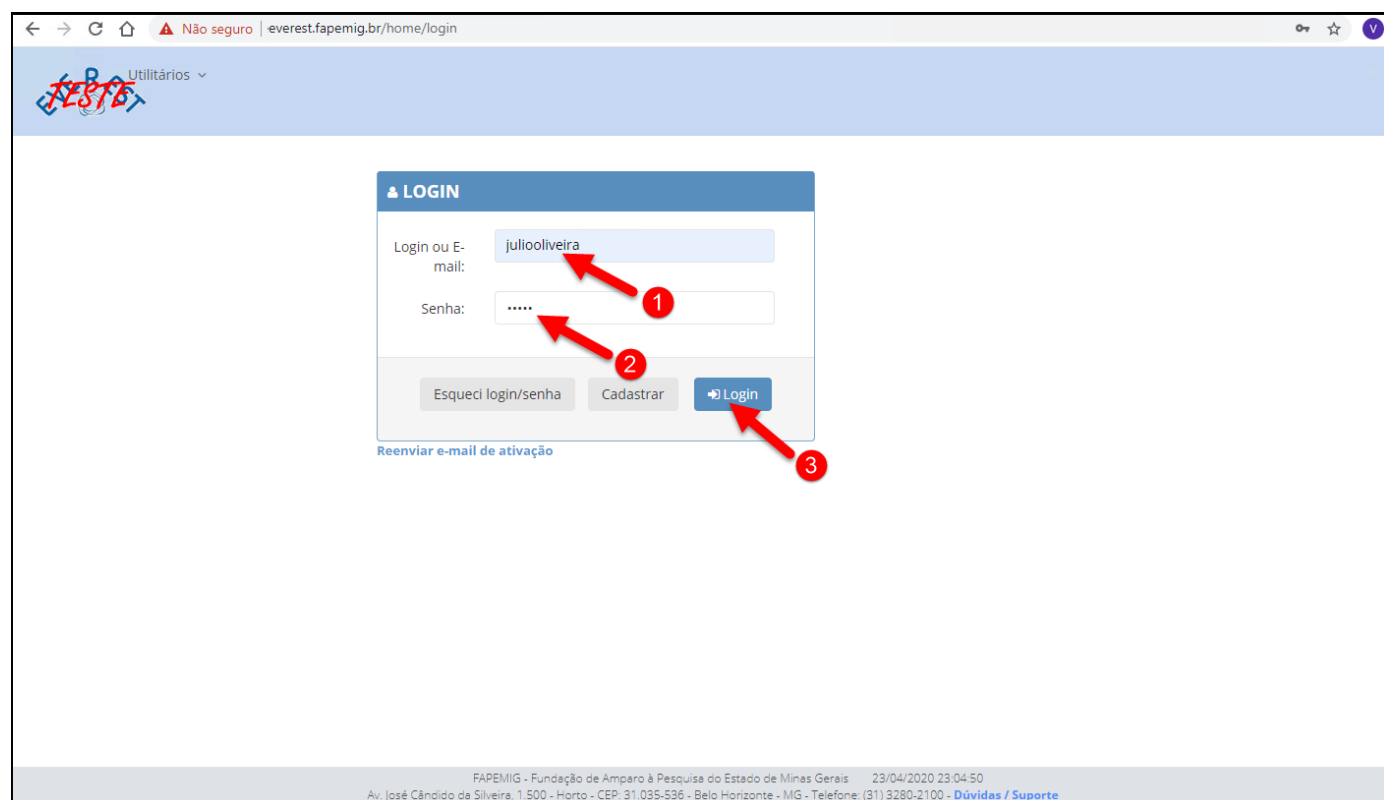 Não seguro | everest.fapemig.br/home/login
V
EVEREST
TESTE
Utilitários
LOGIN
Login ou E-
mail:
juliooliveira
1
Senha:
•••••
2
Esqueci login/senha
Cadastrar
Login
3
Reenviar e-mail de ativação
FAPEMIG - Fundação de Amparo à Pesquisa do Estado de Minas Gerais 23/04/2020 23:04:50
Av. José Cândido da Silveira, 1.500 - Horto - CEP: 31.035-536 - Belo Horizonte - MG - Telefone: (31) 3280-2100 - Dúvidas / Suporte